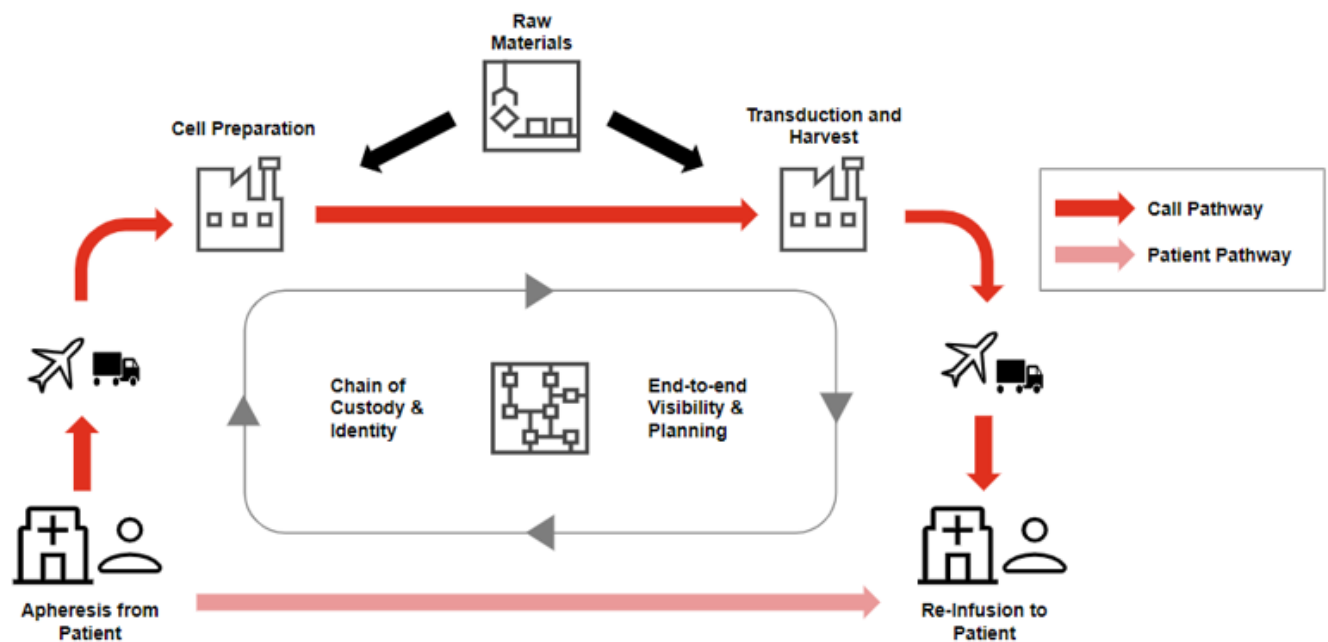 Raw
Materials
Cell Preparation
Transduction and
Harvest
Call Pathway
Patient Pathway
Chain of
Custody &
Identity
End-to-end
Visibility &
Planning
Apheresis from
Patient
Re-Infusion to
Patient